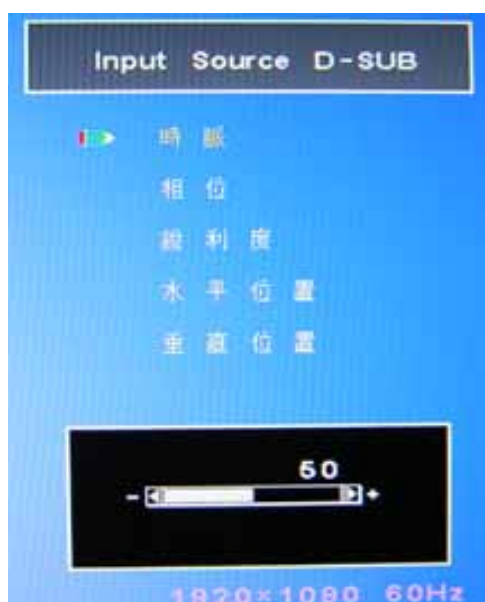 Input Source D-SUB
時脈
相位
銳利度
水平位置
垂直位置
50
- +
1920×1080 60Hz